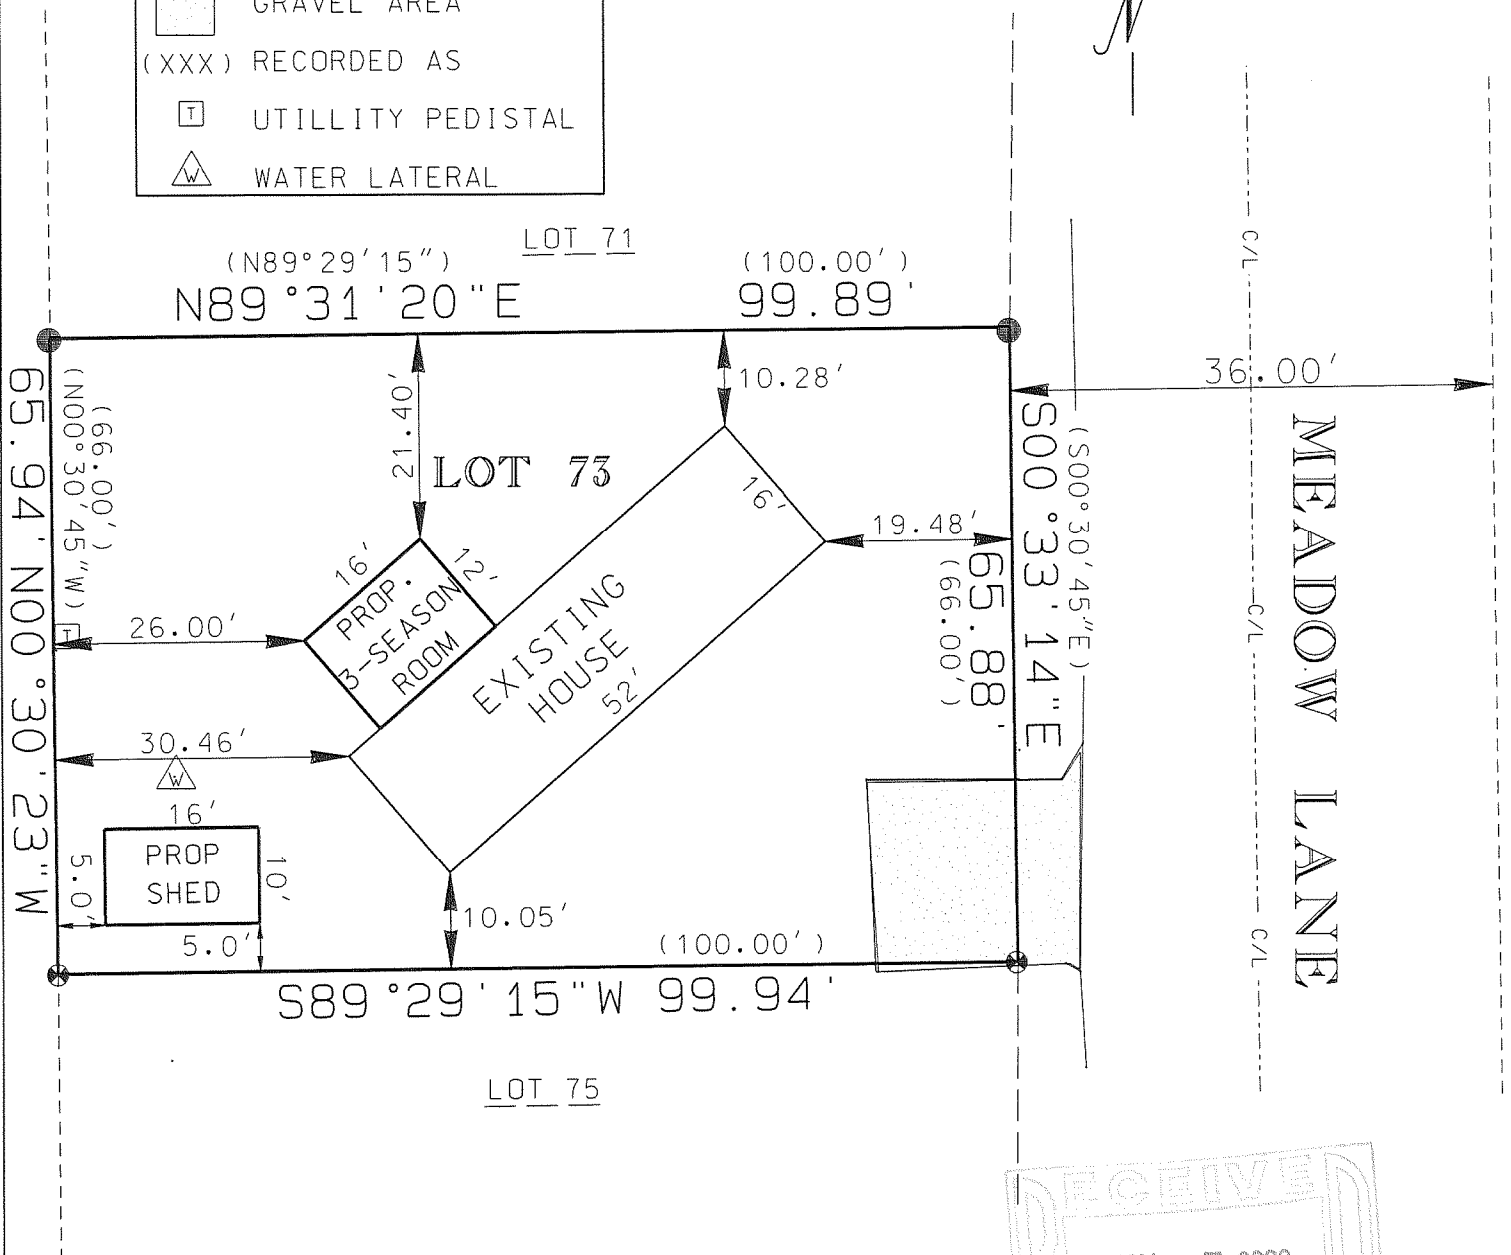 GRAVEL AREA
(XXX) RECORDED AS
T UTILLITY PEDISTAL
W WATER LATERAL
N
LOT 71
(N89°29'15") (100.00')
N89°31'20"E 99.89'
65.94' N00°30'23"W
(N00°30'45"W)
(66.00')
21.40'
10.28'
LOT 73
16'
19.48'
S00°33'14"E
65.88'
(S00°30'45"E)
(66.00')
36.00'
MEADOW LANE
C/L
C/L
C/L
16'
12'
PROP.
3-SEASON
ROOM
EXISTING
HOUSE
52'
T
26.00'
30.46'
W
16'
PROP
SHED
10'
5.0'
5.0'
10.05'
(100.00')
S89°29'15"W 99.94'
LOT 75
ECEIVE